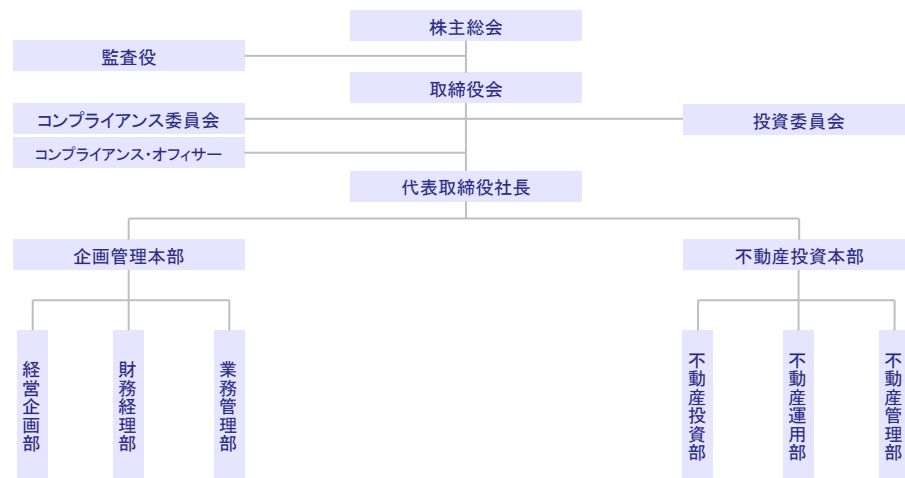 株主総会
監査役
取締役会
コンプライアンス委員会
投資委員会
コンプライアンス・オフィサー
代表取締役社長
企画管理本部
不動産投資本部
経営企画部
財務経理部
業務管理部
不動産投資部
不動産運用部
不動産管理部